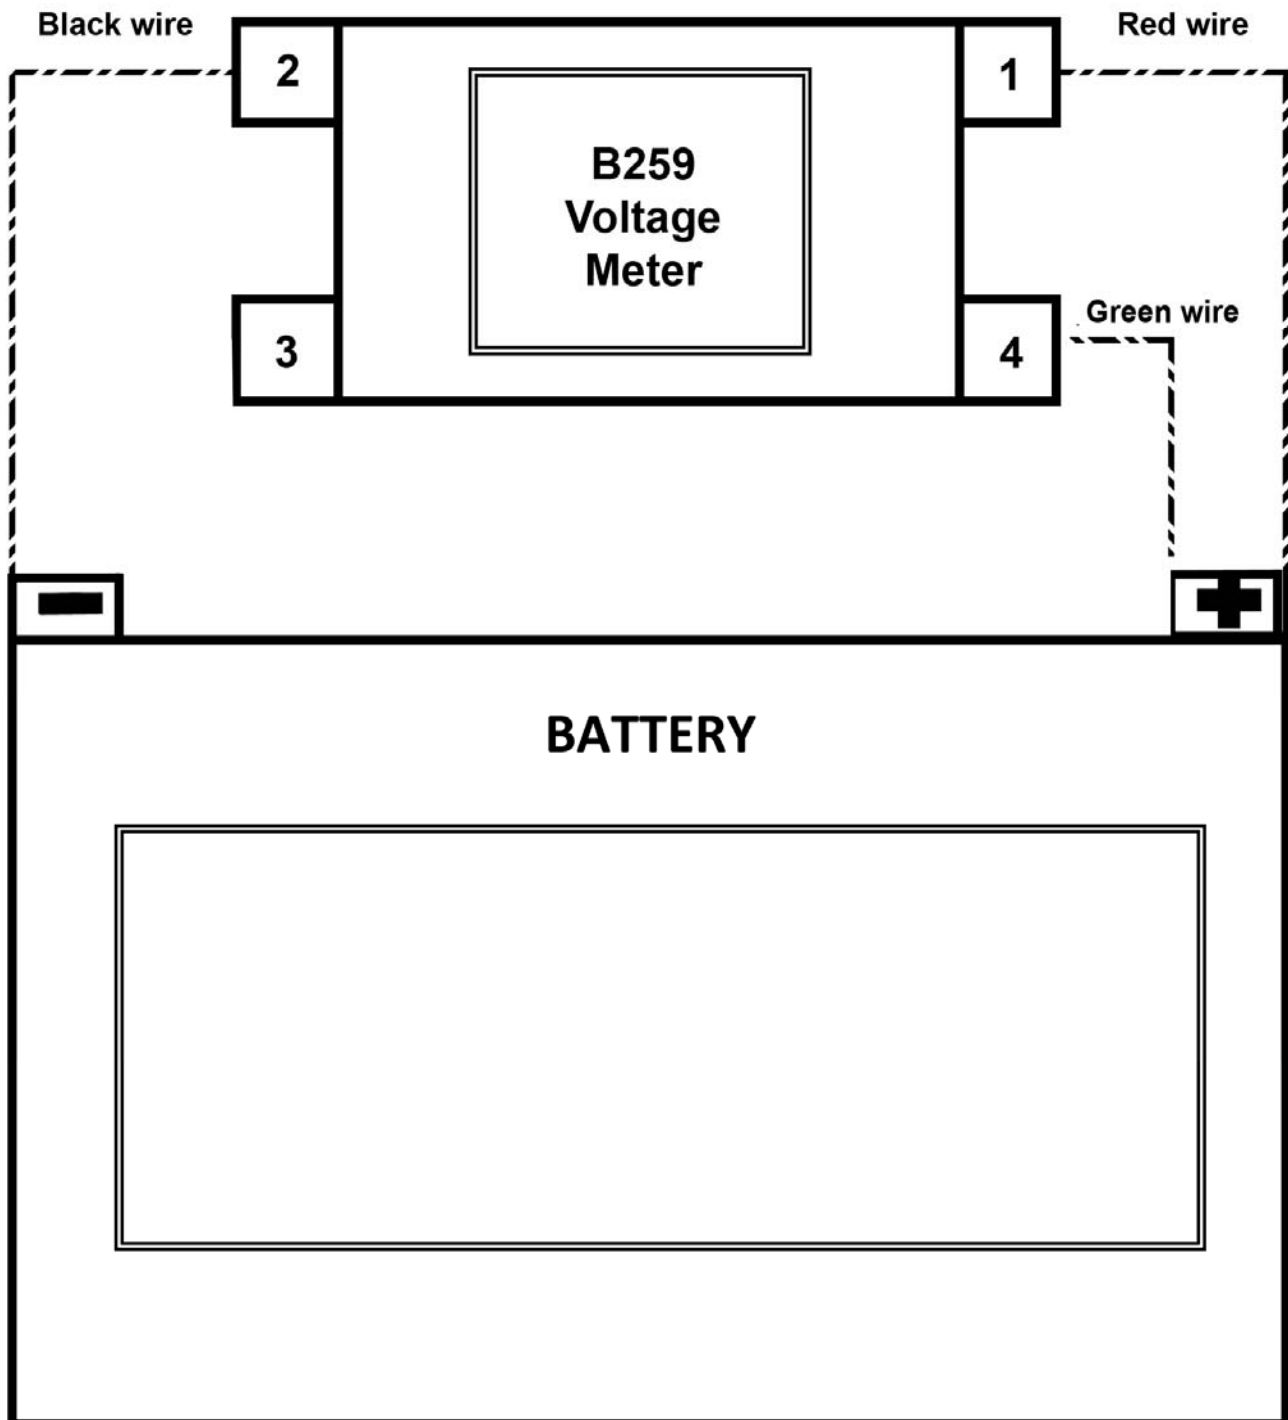 Black wire
Red wire
2
1
B259
Voltage
Meter
Green wire
3
4
BATTERY